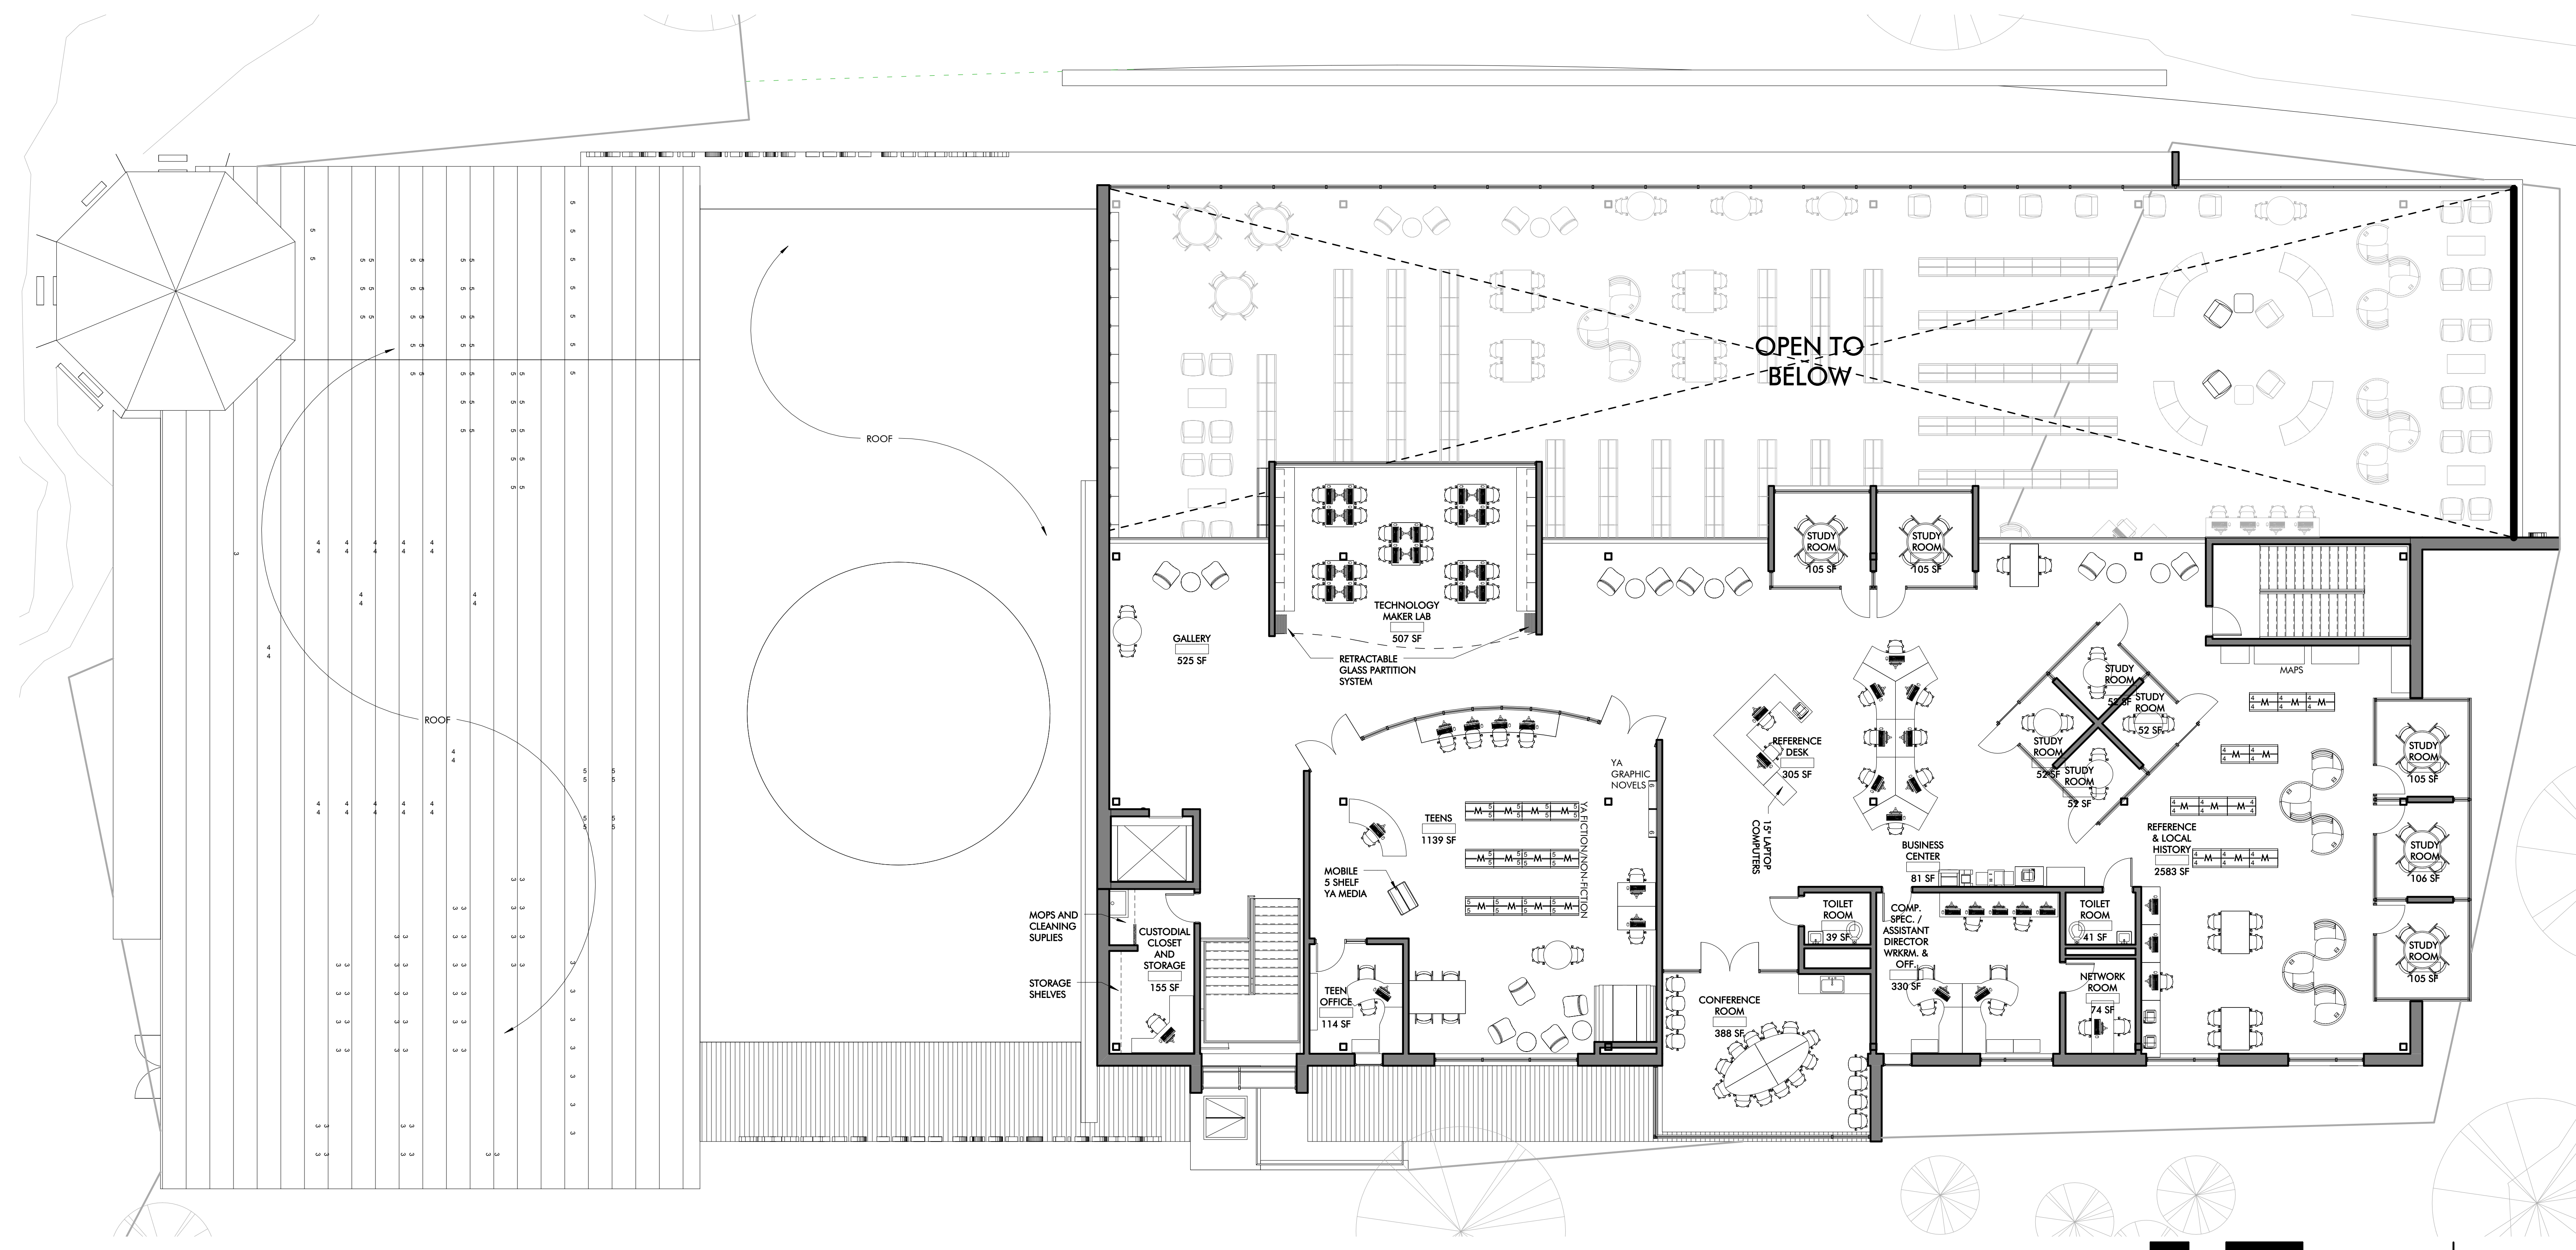 OPEN TO
BELOW
ROOF
ROOF
STUDY
ROOM
105 SF
STUDY
ROOM
105 SF
TECHNOLOGY
MAKER LAB
507 SF
GALLERY
525 SF
RETRACTABLE
GLASS PARTITION
SYSTEM
MAPS
STUDY
ROOM
52 SF
STUDY
ROOM
52 SF
STUDY
ROOM
52 SF
STUDY
ROOM
52 SF
REFERENCE
DESK
305 SF
YA
GRAPHIC
NOVELS
STUDY
ROOM
105 SF
TEENS
1139 SF
YA FICTION/NON-FICTION
15" LAPTOP
COMPUTERS
REFERENCE
& LOCAL
HISTORY
2583 SF
STUDY
ROOM
106 SF
BUSINESS
CENTER
81 SF
MOBILE
5 SHELF
YA MEDIA
MOPS AND
CLEANING
SUPLIES
CUSTODIAL
CLOSET
AND
STORAGE
155 SF
STORAGE
SHELVES
TOILET
ROOM
39 SF
COMP.
SPEC. /
ASSISTANT
DIRECTOR
WRKRM. &
OFF.
330 SF
TOILET
ROOM
41 SF
STUDY
ROOM
105 SF
NETWORK
ROOM
74 SF
TEEN
OFFICE
114 SF
CONFERENCE
ROOM
388 SF